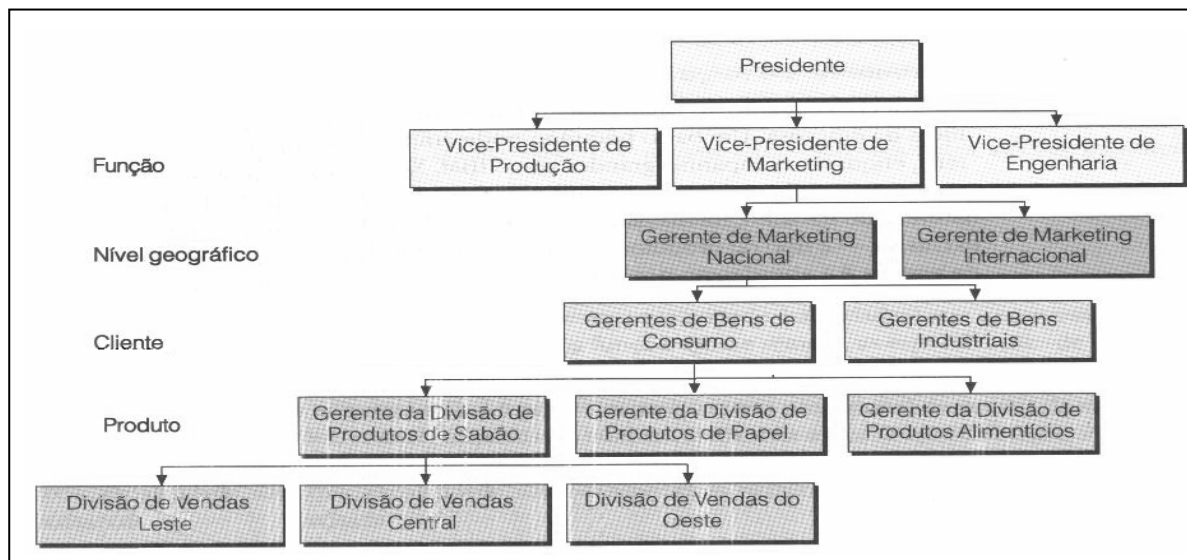 Presidente
Função
Vice-Presidente de
Produção
Vice-Presidente de
Marketing
Vice-Presidente de
Engenharia
Nível geográfico
Gerente de Marketing
Nacional
Gerente de Marketing
Internacional
Cliente
Gerentes de Bens de
Consumo
Gerentes de Bens
Industriais
Produto
Gerente da Divisão de
Produtos de Sabão
Gerente da Divisão de
Produtos de Papel
Gerente da Divisão de
Produtos Alimentícios
Divisão de Vendas
Leste
Divisão de Vendas
Central
Divisão de Vendas do
Oeste